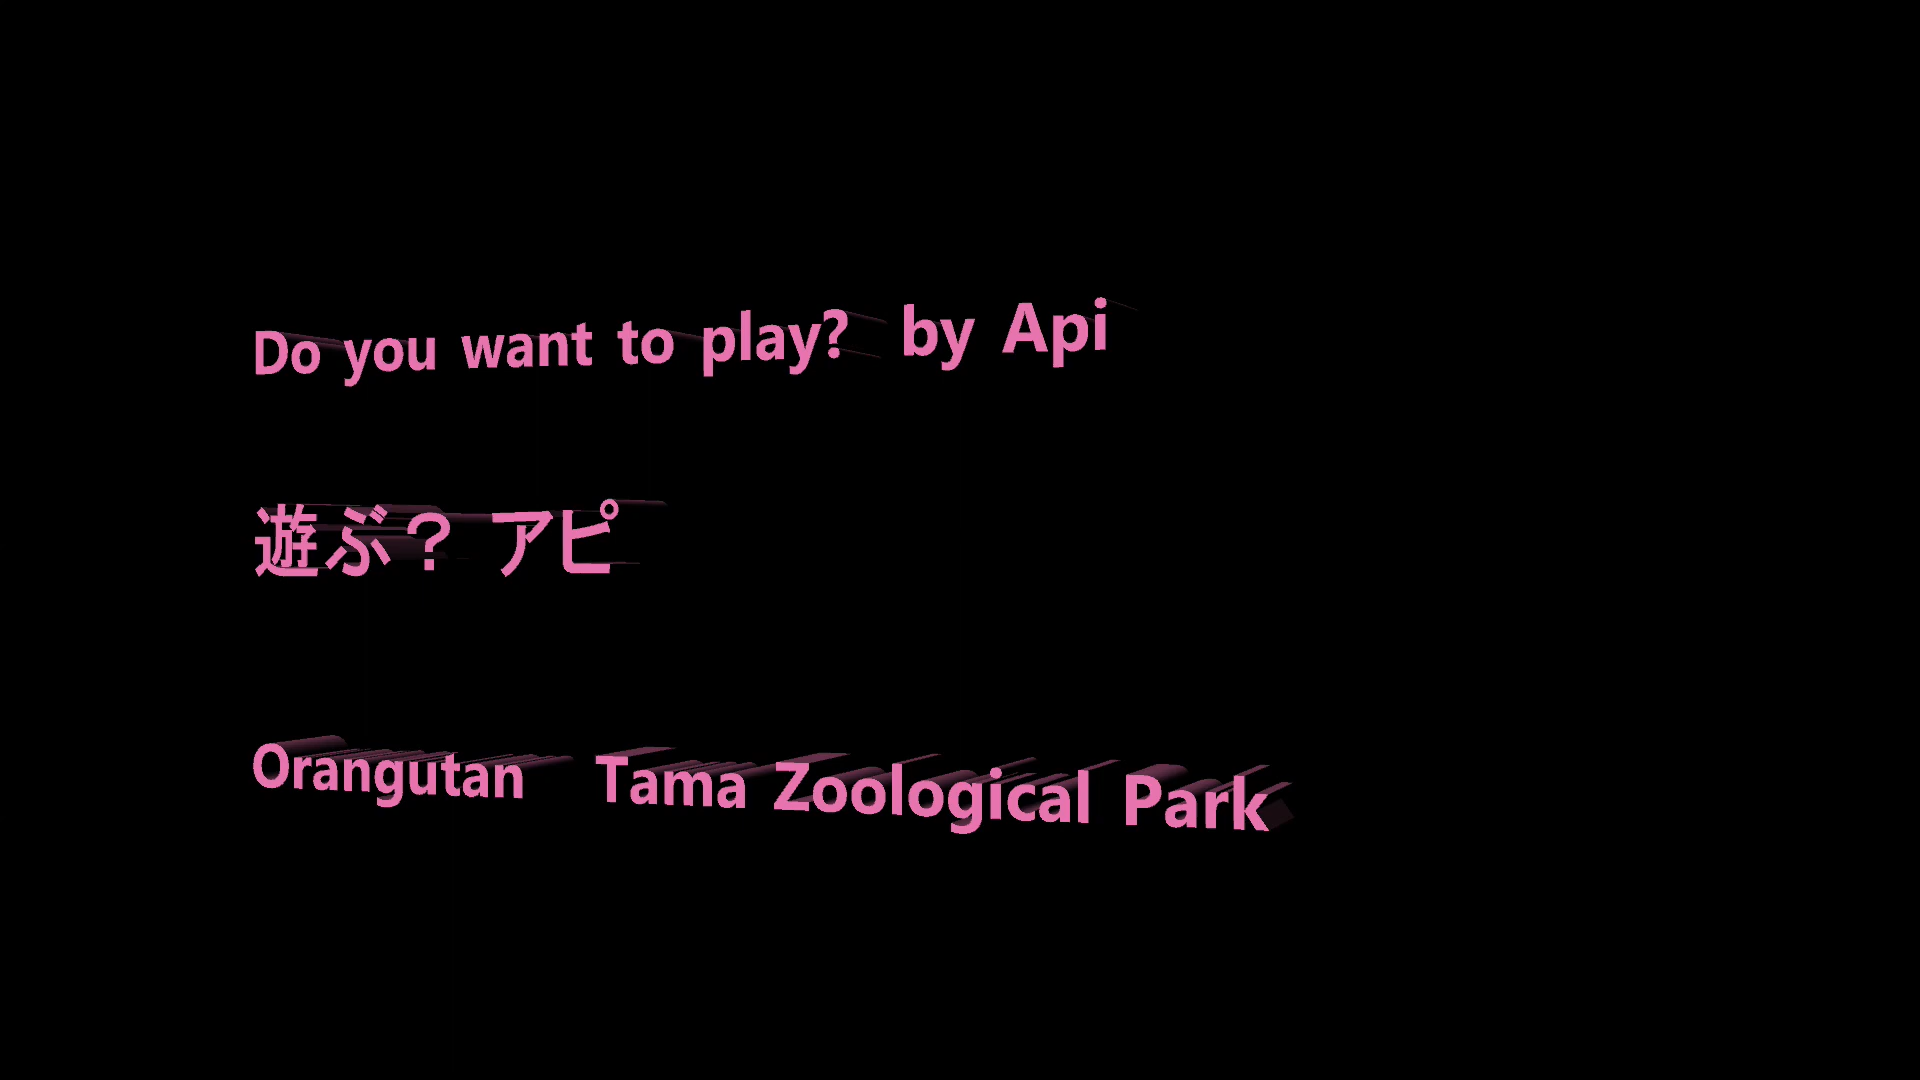 Do you want to play? by Api
遊ぶ？ アピ
Orangutan Tama Zoological Park